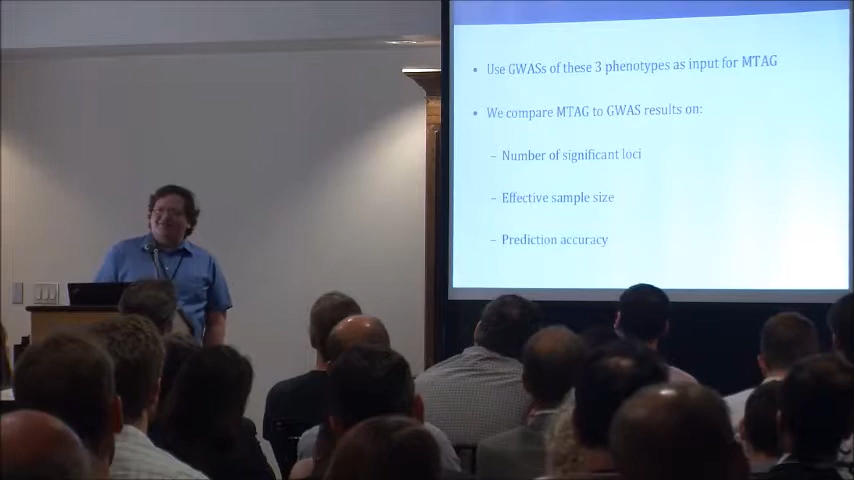 • Use GWASs of these 3 phenotypes as input for MTAG
• We compare MTAG to GWAS results on:
– Number of significant loci
– Effective sample size
– Prediction accuracy